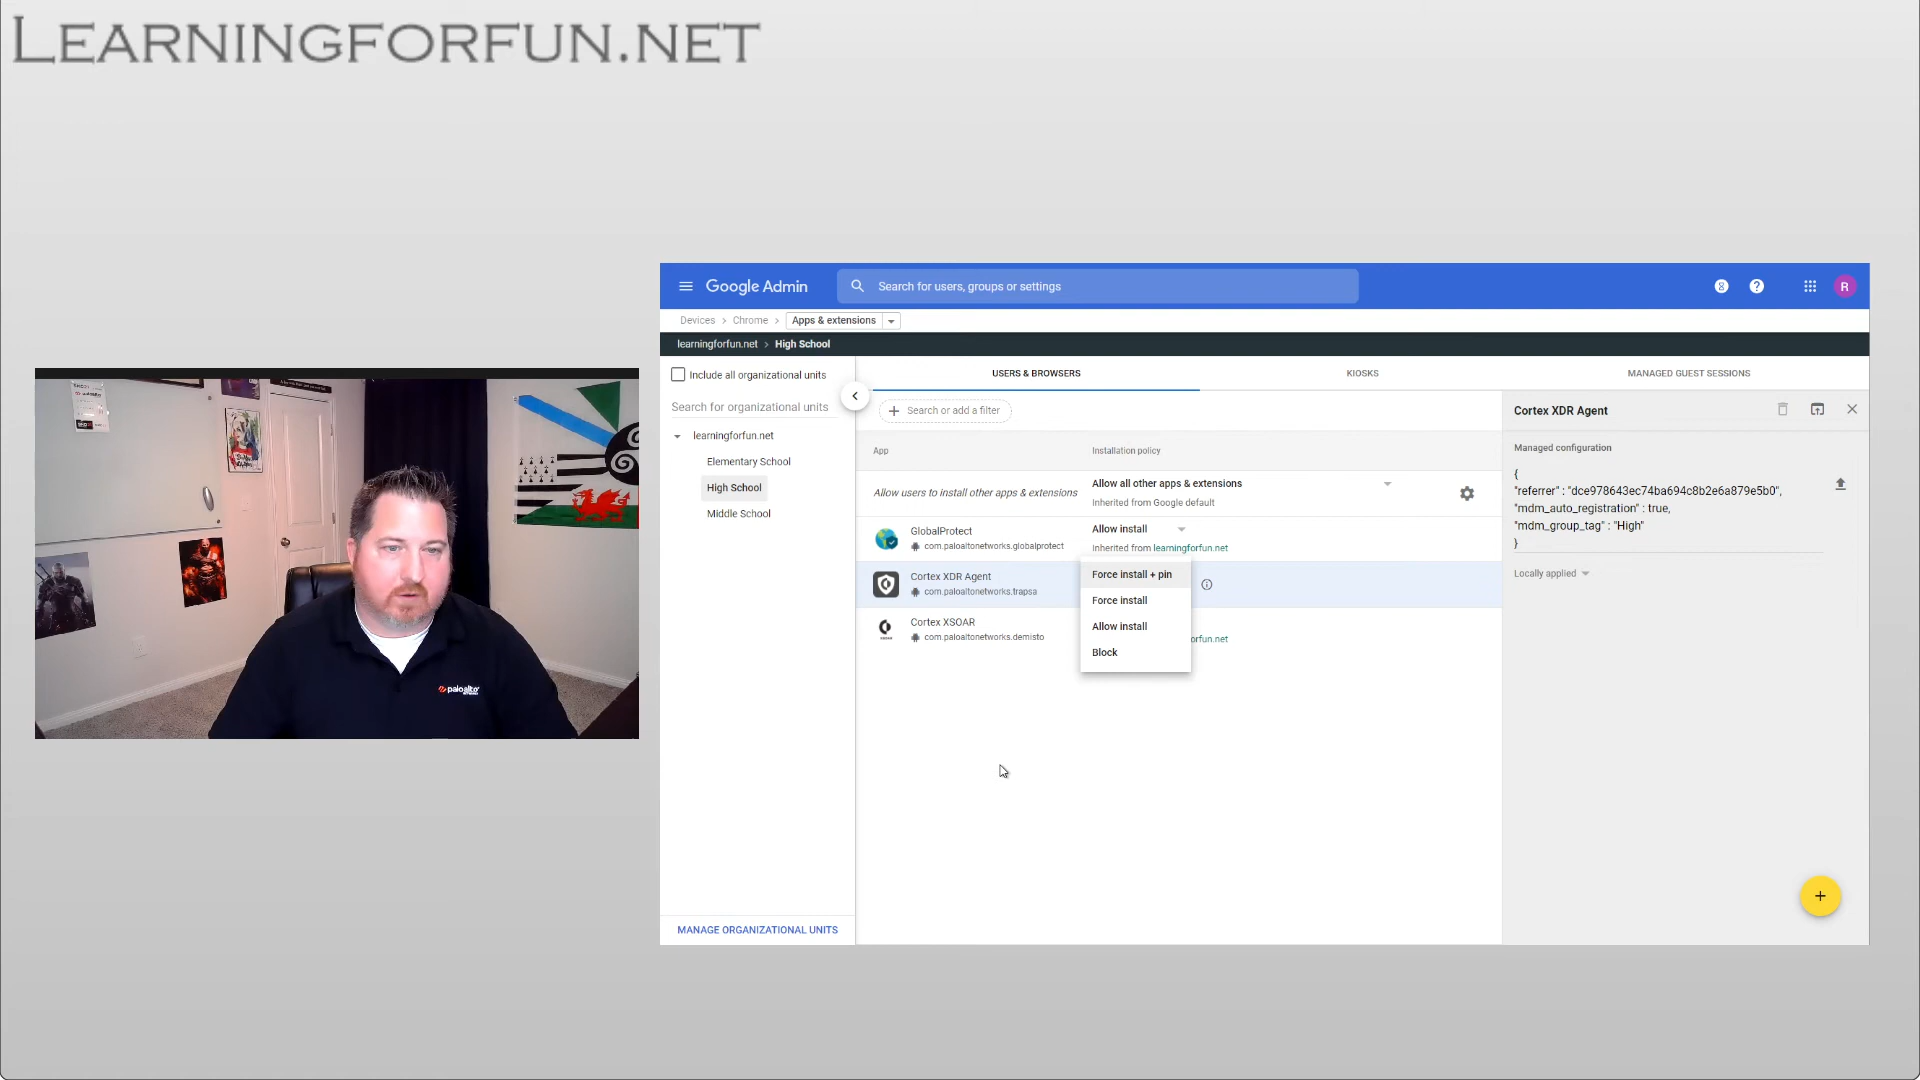 LEARNINGFORFUN.NET
Google Admin
Search for users, groups or settings
R
Devices > Chrome > Apps & extensions
learningforfun.net > High School
Include all organizational units
Search for organizational units
learningforfun.net
Elementary School
High School
Middle School
MANAGE ORGANIZATIONAL UNITS
USERS & BROWSERS
KIOSKS
MANAGED GUEST SESSIONS
Search or add a filter
App
Installation policy
Allow users to install other apps & extensions
Allow all other apps & extensions
Inherited from Google default
GlobalProtect
com.paloaltonetworks.globalprotect
Allow install
Inherited from learningforfun.net
Cortex XDR Agent
com.paloaltonetworks.trapsa
Cortex XSOAR
com.paloaltonetworks.demisto
Force install + pin
Force install
Allow install
Block
orfun.net
Cortex XDR Agent
Managed configuration
{
"referrer" : "dce978643ec74ba694c8b2e6a879e5b0",
"mdm_auto_registration" : true,
"mdm_group_tag" : "High"
}
Locally applied
paloalto